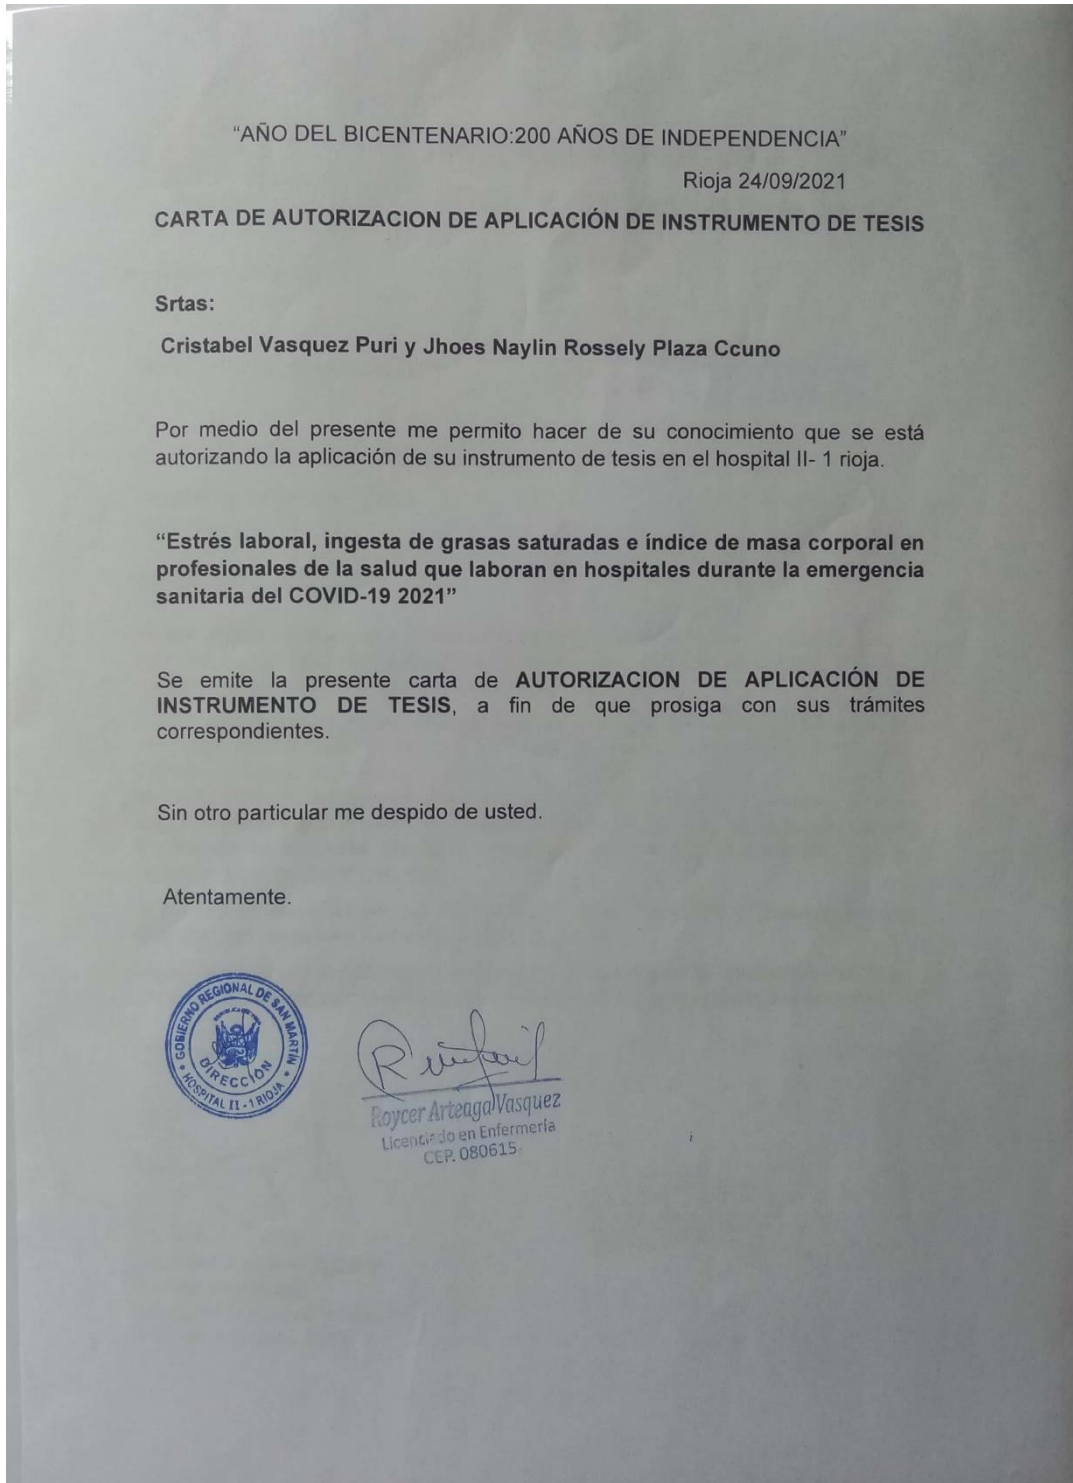 “AÑO DEL BICENTENARIO:200 AÑOS DE INDEPENDENCIA”
Rioja 24/09/2021
CARTA DE AUTORIZACION DE APLICACIÓN DE INSTRUMENTO DE TESIS
Srtas:
Cristabel Vasquez Puri y Jhoes Naylin Rossely Plaza Ccuno
Por medio del presente me permito hacer de su conocimiento que se está
autorizando la aplicación de su instrumento de tesis en el hospital II- 1 rioja.
“Estrés laboral, ingesta de grasas saturadas e índice de masa corporal en
profesionales de la salud que laboran en hospitales durante la emergencia
sanitaria del COVID-19 2021”
Se emite la presente carta de AUTORIZACION DE APLICACIÓN DE
INSTRUMENTO DE TESIS, a fin de que prosiga con sus trámites
correspondientes.
Sin otro particular me despido de usted.
Atentamente.
GOBIERNO REGIONAL DE SAN MARTÍN
DIRECCIÓN
HOSPITAL II - 1 RIOJA
Roycer Arteaga Vasquez
Licenciado en Enfermería
CEP. 080615